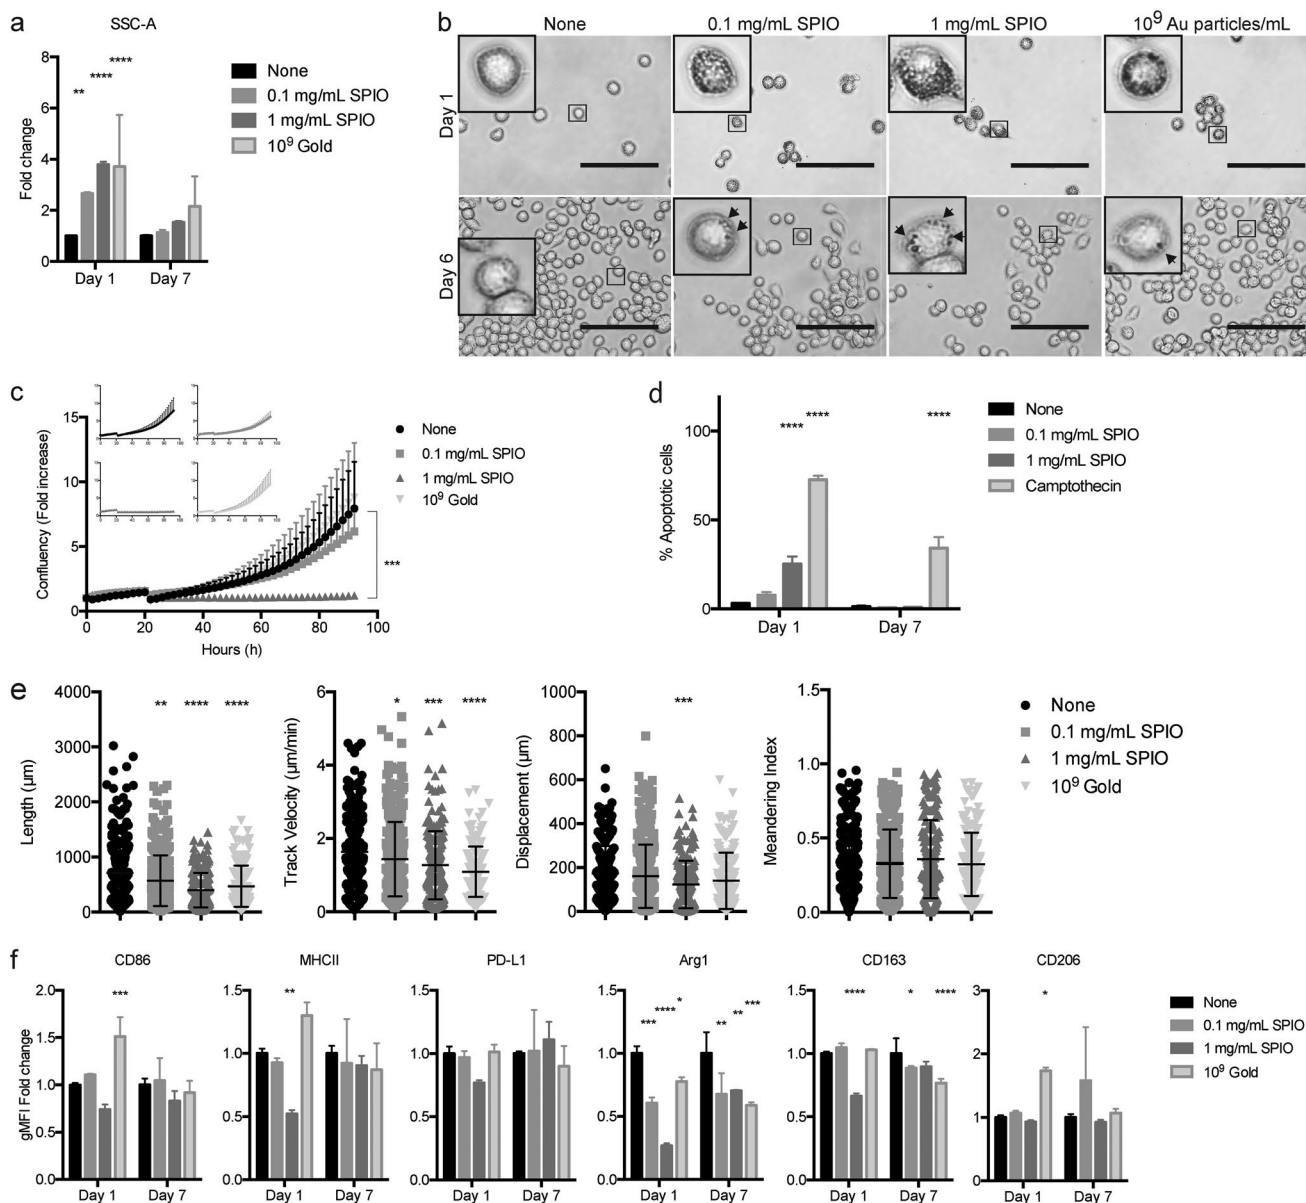 a
SSC-A
Fold change
8
6
4
2
0
**
****
****
Day 1
Day 7
None
0.1 mg/mL SPIO
1 mg/mL SPIO
10⁹ Gold
b
None
0.1 mg/mL SPIO
1 mg/mL SPIO
10⁹ Au particles/mL
Day 1
Day 6
c
Confluency (Fold increase)
15
10
5
0
0 20 40 60 80 100
Hours (h)
***
None
0.1 mg/mL SPIO
1 mg/mL SPIO
10⁹ Gold
d
% Apoptotic cells
100
50
0
****
****
****
Day 1
Day 7
None
0.1 mg/mL SPIO
1 mg/mL SPIO
Camptothecin
e
Length (µm)
4000
3000
2000
1000
0
** **** ****
Track Velocity (µm/min)
6
4
2
0
* *** ****
Displacement (µm)
1000
800
600
400
200
0
***
Meandering Index
1.5
1.0
0.5
0.0
None
0.1 mg/mL SPIO
1 mg/mL SPIO
10⁹ Gold
f
gMFI Fold change
CD86
2.0
1.5
1.0
0.5
0.0
***
Day 1 Day 7
MHCII
1.5
1.0
0.5
0.0
**
Day 1 Day 7
PD-L1
1.5
1.0
0.5
0.0
Day 1 Day 7
Arg1
1.5
1.0
0.5
0.0
*** **** * ** ** ***
Day 1 Day 7
CD163
1.5
1.0
0.5
0.0
**** * ****
Day 1 Day 7
CD206
3
2
1
0
*
Day 1 Day 7
None
0.1 mg/mL SPIO
1 mg/mL SPIO
10⁹ Gold